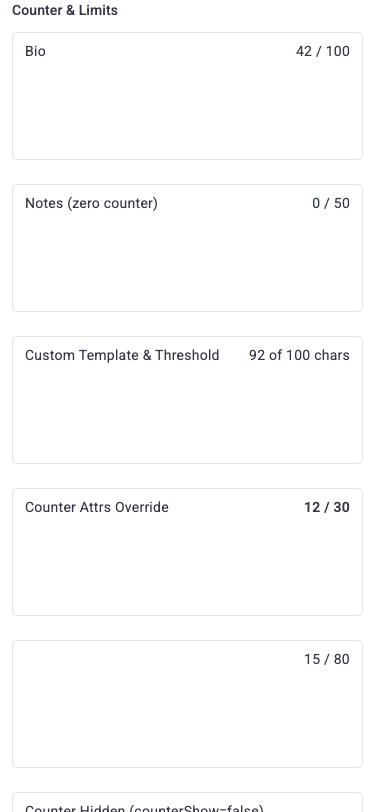 Counter & Limits
Bio 42 / 100
Notes (zero counter) 0 / 50
Custom Template & Threshold 92 of 100 chars
Counter Attrs Override 12 / 30
15 / 80
Counter Hidden (counterShow=false)